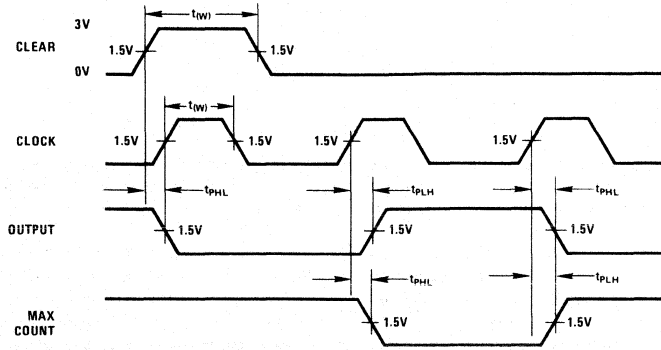 3V
t(W)
CLEAR
1.5V
1.5V
0V
t(W)
CLOCK
1.5V
1.5V
1.5V
1.5V
tPHL
tPLH
tPHL
OUTPUT
1.5V
1.5V
1.5V
tPHL
tPLH
MAX
COUNT
1.5V
1.5V